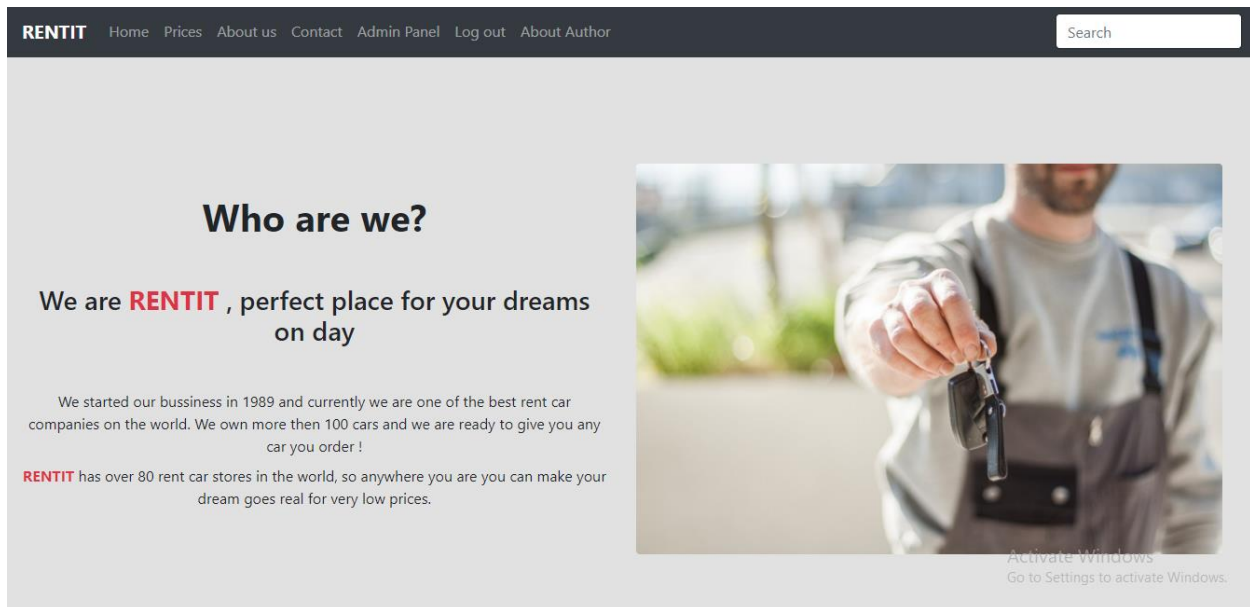 RENTIT Home Prices About us Contact Admin Panel Log out About Author Search
Who are we?
We are RENTIT , perfect place for your dreams
on day
We started our bussiness in 1989 and currently we are one of the best rent car
companies on the world. We own more then 100 cars and we are ready to give you any
car you order !
RENTIT has over 80 rent car stores in the world, so anywhere you are you can make your
dream goes real for very low prices.
Activate Windows
Go to Settings to activate Windows.